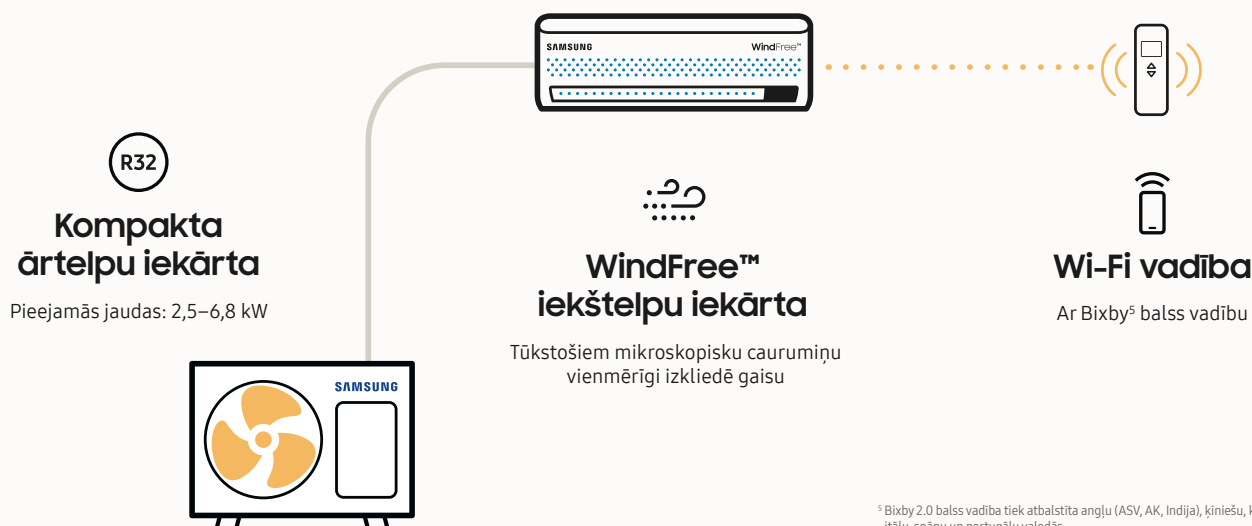 SAMSUNG
WindFree™
R32
Kompakta
ārtelpu iekārta
Pieejamās jaudas: 2,5–6,8 kW
WindFree™
iekštelpu iekārta
Tūkstošiem mikroskopisku caurumiņu
vienmērīgi izkliedē gaisu
Wi-Fi vadība
Ar Bixby⁵ balss vadību
SAMSUNG
⁵ Bixby 2.0 balss vadība tiek atbalstīta angļu (ASV, AK, Indija), ķīniešu,